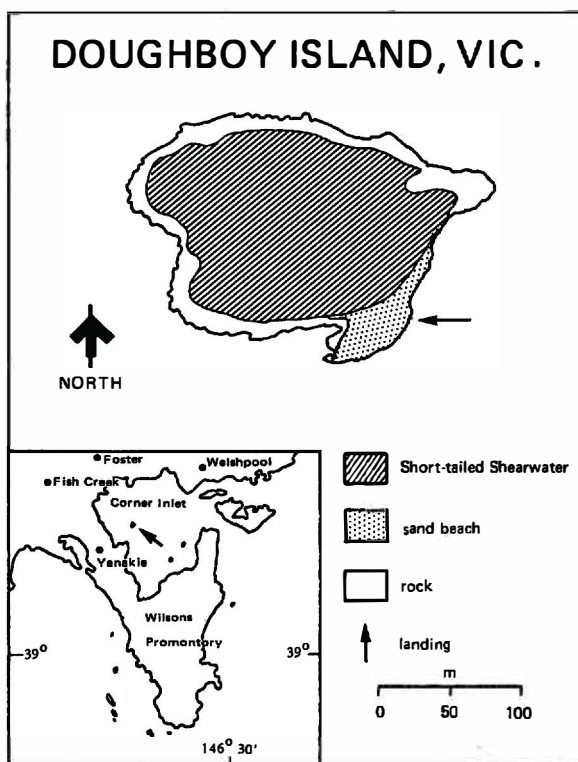 DOUGHBOY ISLAND, VIC.
NORTH
Foster
Welshpool
Fish Creek
Corner Inlet
Yanakie
Wilsons
Promontory
39° 39°
146° 30'
Short-tailed Shearwater
sand beach
rock
landing
m
0 50 100